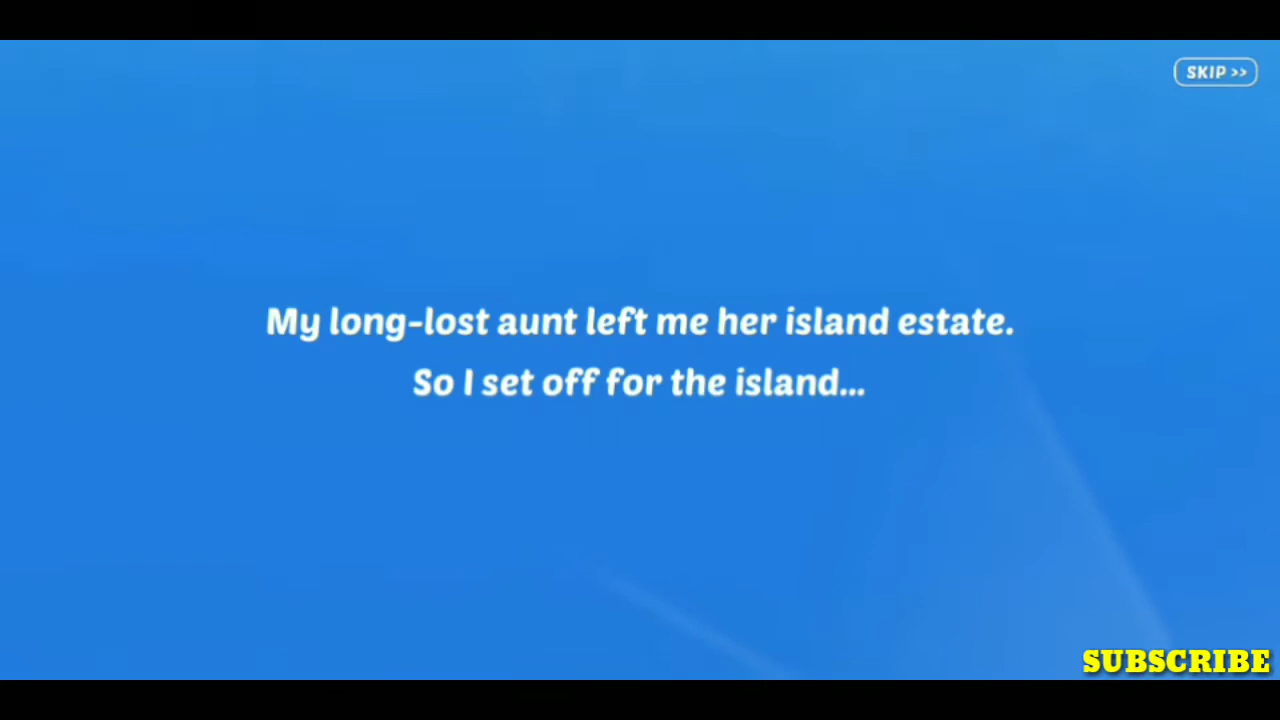 SKIP >>
My long-lost aunt left me her island estate.
So I set off for the island...
SUBSCRIBE